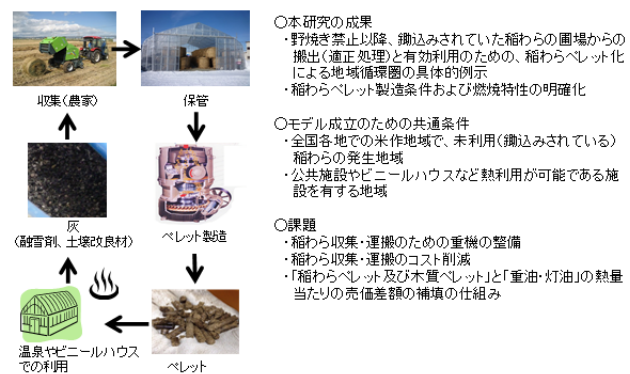 収集(農家)
保管
ペレット製造
ペレット
温泉やビニールハウス
での利用
灰
(融雪剤、土壌改良材)
○本研究の成果
・野焼き禁止以降、鋤込みされていた稲わらの圃場からの
搬出(適正処理)と有効利用のための、稲わらペレット化
による地域循環圏の具体的例示
・稲わらペレット製造条件および燃焼特性の明確化
○モデル成立のための共通条件
・全国各地での米作地域で、未利用(鋤込みされている)
稲わらの発生地域
・公共施設やビニールハウスなど熱利用が可能である施
設を有する地域
○課題
・稲わら収集・運搬のための重機の整備
・稲わら収集・運搬のコスト削減
・「稲わらペレット及び木質ペレット」と「重油・灯油」の熱量
当たりの売価差額の補填の仕組み